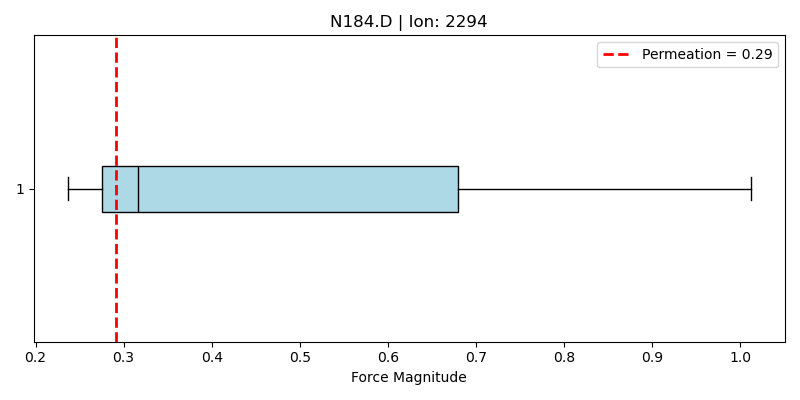 N184.D | Ion: 2294
Permeation = 0.29
1
0.2 0.3 0.4 0.5 0.6 0.7 0.8 0.9 1.0
Force Magnitude